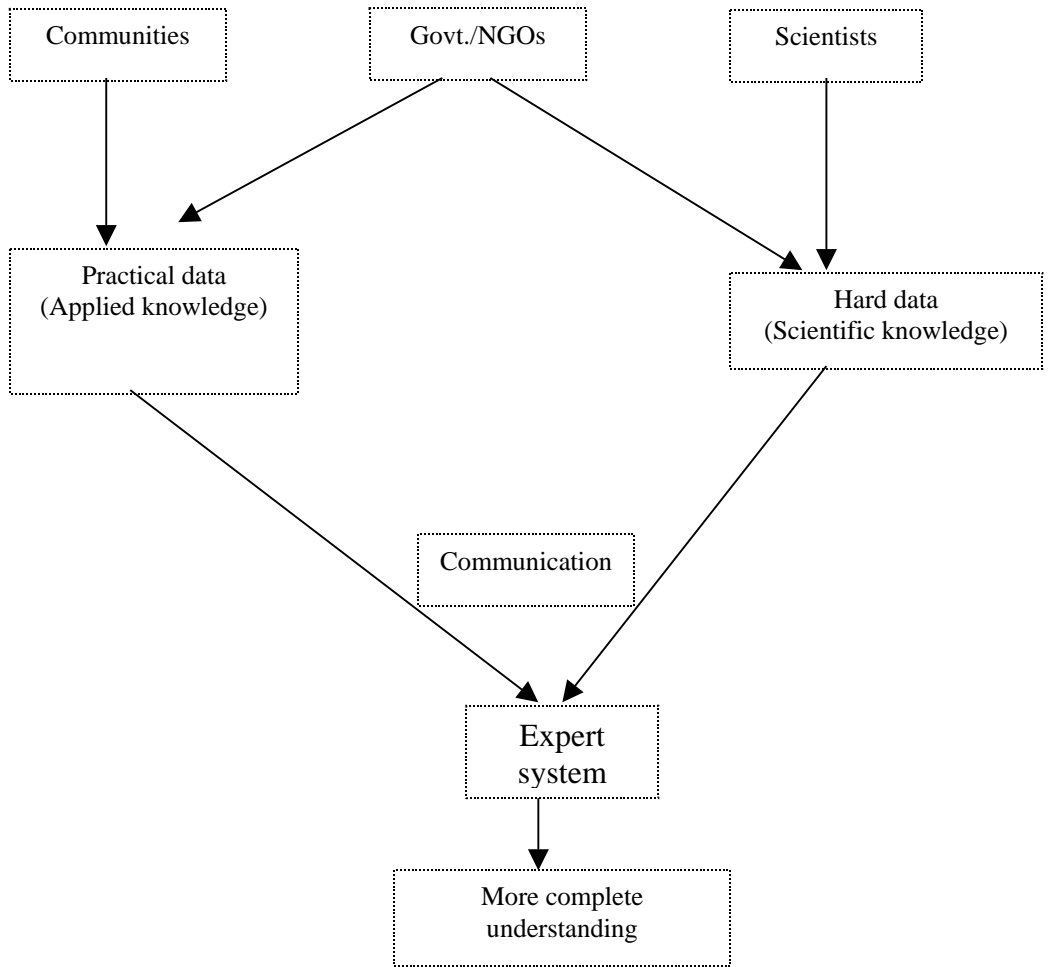 Communities
Govt./NGOs
Scientists
Practical data
(Applied knowledge)
Hard data
(Scientific knowledge)
Communication
Expert
system
More complete
understanding